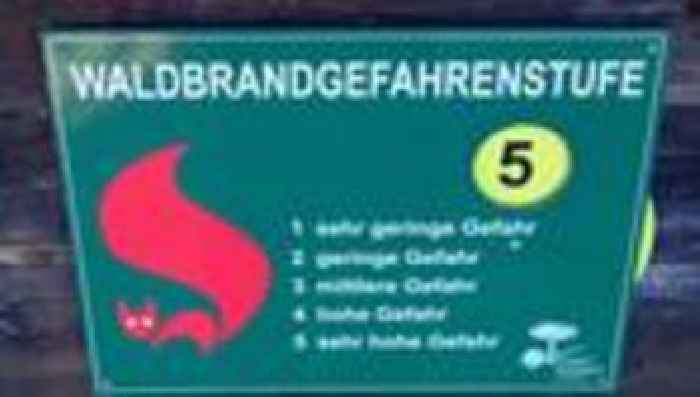 WALDBRANDGEFAHRENSTUFE
5
1 sehr geringe Gefahr
2 geringe Gefahr
3 mittlere Gefahr
4 hohe Gefahr
5 sehr hohe Gefahr